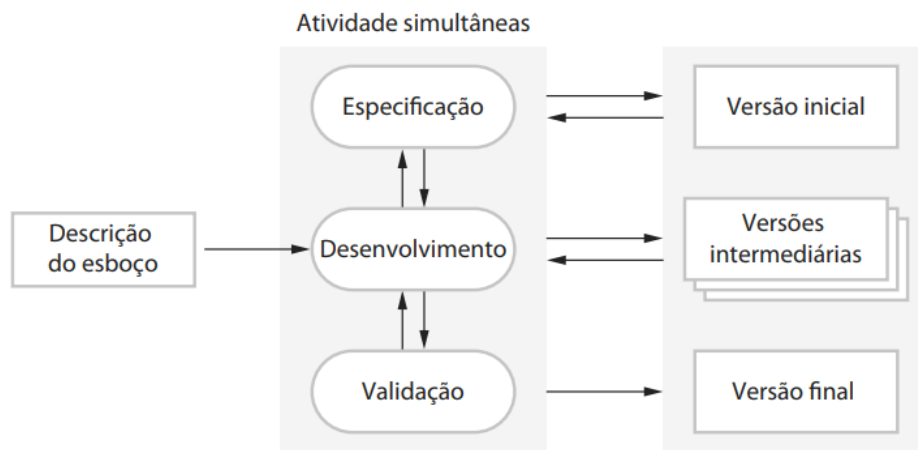 Atividade simultâneas
Especificação
Versão inicial
Descrição
do esboço
Desenvolvimento
Versões
intermediárias
Validação
Versão final